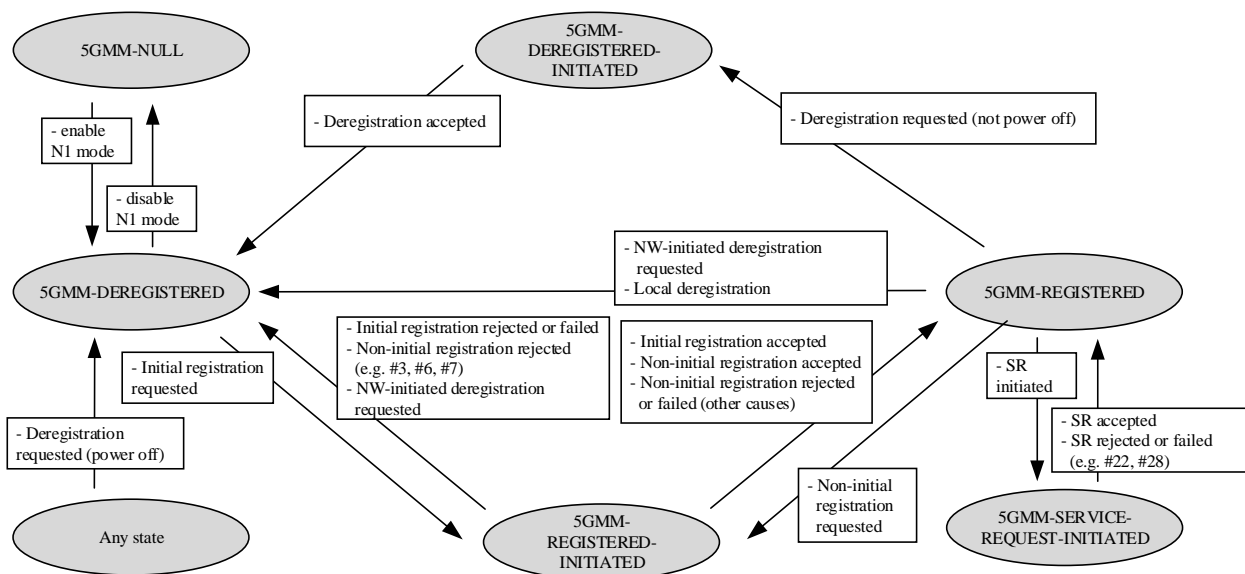 5GMM-NULL
5GMM-
DEREGISTERED-
INITIATED
- Deregistration accepted
- Deregistration requested (not power off)
- enable
N1 mode
- disable
N1 mode
- NW-initiated deregistration
requested
- Local deregistration
5GMM-DEREGISTERED
5GMM-REGISTERED
- Initial registration
requested
- Initial registration rejected or failed
- Non-initial registration rejected
(e.g. #3, #6, #7)
- NW-initiated deregistration
requested
- Initial registration accepted
- Non-initial registration accepted
- Non-initial registration rejected
or failed (other causes)
- SR
initiated
- Deregistration
requested (power off)
- SR accepted
- SR rejected or failed
(e.g. #22, #28)
- Non-initial
registration
requested
Any state
5GMM-
REGISTERED-
INITIATED
5GMM-SERVICE-
REQUEST-INITIATED